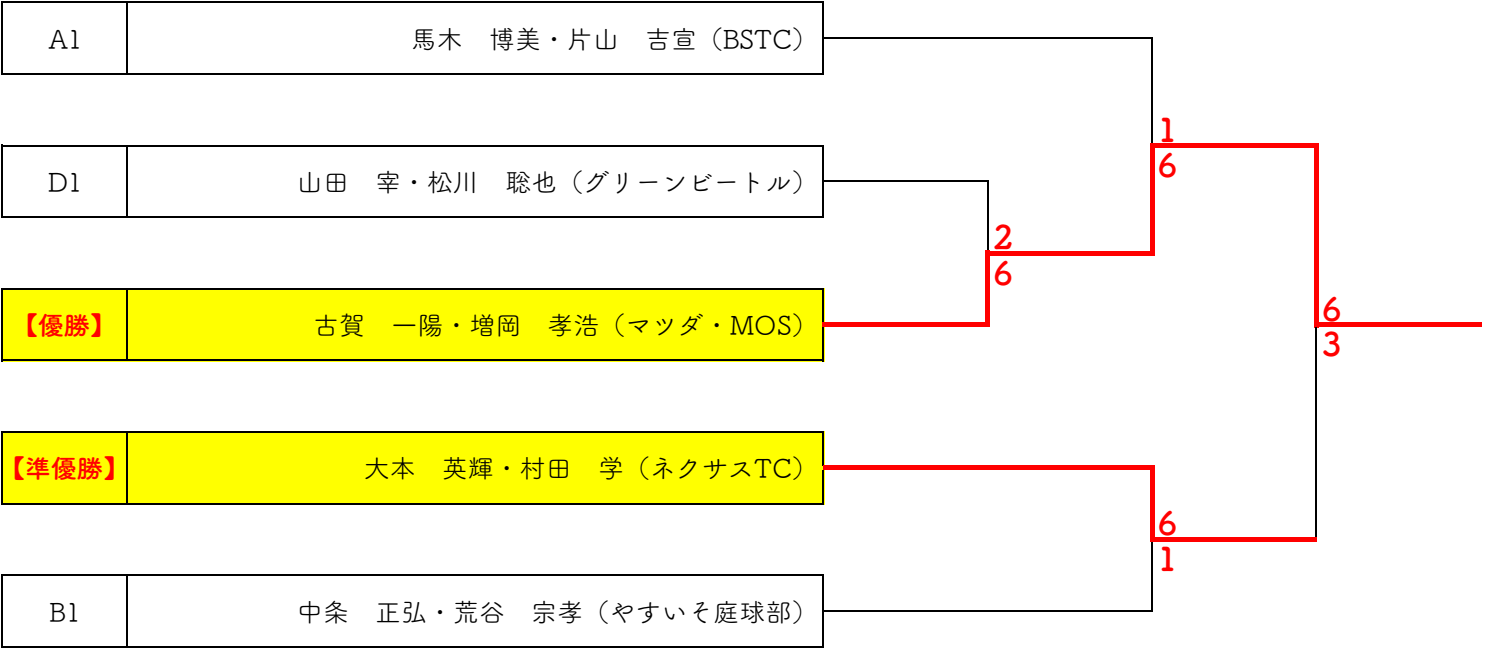 A1 馬木　博美・片山　吉宣（BSTC）
1
6
D1 山田　宰・松川　聡也（グリーンビートル）
2
6
【優勝】 古賀　一陽・増岡　孝浩（マツダ・MOS）
6
3
【準優勝】 大本　英輝・村田　学（ネクサスTC）
6
1
B1 中条　正弘・荒谷　宗孝（やすいそ庭球部）